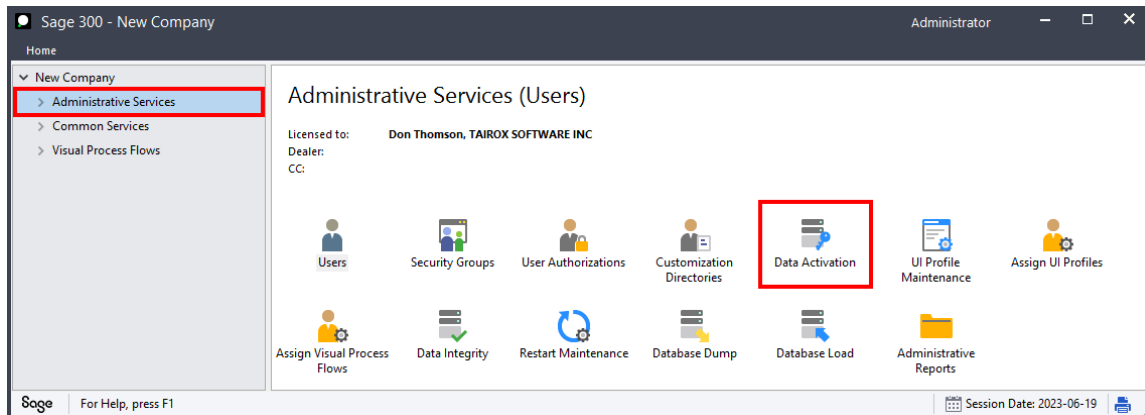 Sage 300 - New Company
Administrator
Home
New Company
Administrative Services
Common Services
Visual Process Flows
Administrative Services (Users)
Licensed to: Don Thomson, TAIROX SOFTWARE INC
Dealer:
CC:
Users
Security Groups
User Authorizations
Customization
Directories
Data Activation
UI Profile
Maintenance
Assign UI Profiles
Assign Visual Process
Flows
Data Integrity
Restart Maintenance
Database Dump
Database Load
Administrative
Reports
Sage
For Help, press F1
Session Date: 2023-06-19